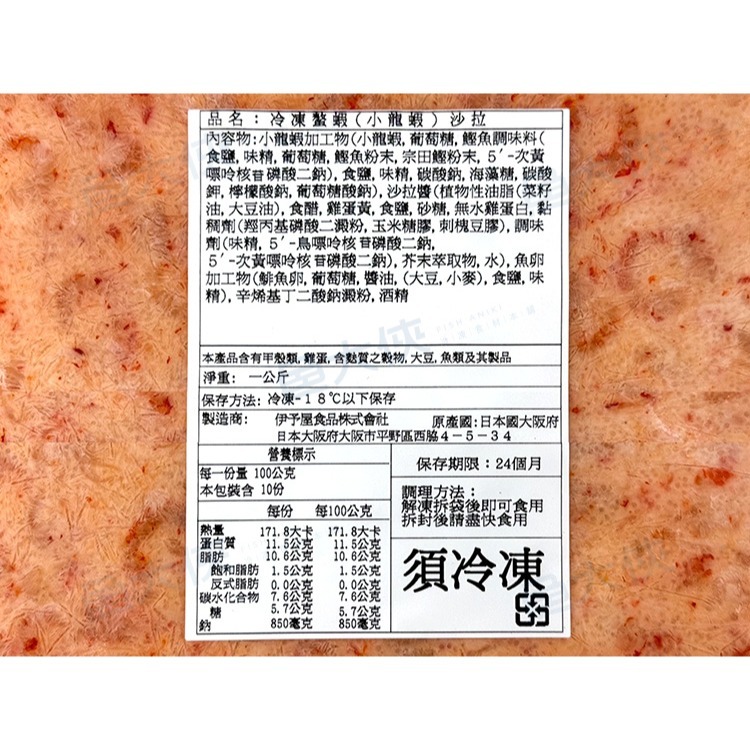 品名：冷凍螯蝦(小龍蝦)沙拉
內容物:小龍蝦加工物(小龍蝦,葡萄糖,鰹魚調味料(
食鹽,味精,葡萄糖,鰹魚粉末,宗田鰹粉末,5´-次黃
嘌呤核苷磷酸二鈉),食鹽,味精,碳酸鈉,海藻糖,碳酸
鉀,檸檬酸鈉,葡萄糖酸鈉),沙拉醬(植物性油脂(菜籽
油,大豆油),食醋,雞蛋黃,食鹽,砂糖,無水雞蛋白,黏
稠劑(羥丙基磷酸二澱粉,玉米糖膠,刺槐豆膠),調味
劑(味精,5´-鳥嘌呤核苷磷酸二鈉,
5´-次黃嘌呤核苷磷酸二鈉),芥末萃取物,水),魚卵
加工物(鯡魚卵,葡萄糖,醬油,(大豆,小麥),食鹽,味
精),辛烯基丁二酸鈉澱粉,酒精
本產品含有甲殼類,雞蛋,含麩質之穀物,大豆,魚類及其製品
淨重: 一公斤
保存方法:冷凍-18℃以下保存
製造商: 伊予屋食品株式會社 原產國:日本國大阪府
日本大阪府大阪市平野區西脇4-5-34
營養標示
每一份量 100公克
本包裝含 10份
每份 每100公克
熱量 171.8大卡 171.8大卡
蛋白質 11.5公克 11.5公克
脂肪 10.6公克 10.6公克
飽和脂肪 1.5公克 1.5公克
反式脂肪 0.0公克 0.0公克
碳水化合物 7.6公克 7.6公克
糖 5.7公克 5.7公克
鈉 850毫克 850毫克
保存期限：24個月
調理方法：
解凍拆袋後即可食用
拆封後請盡快食用
須冷凍